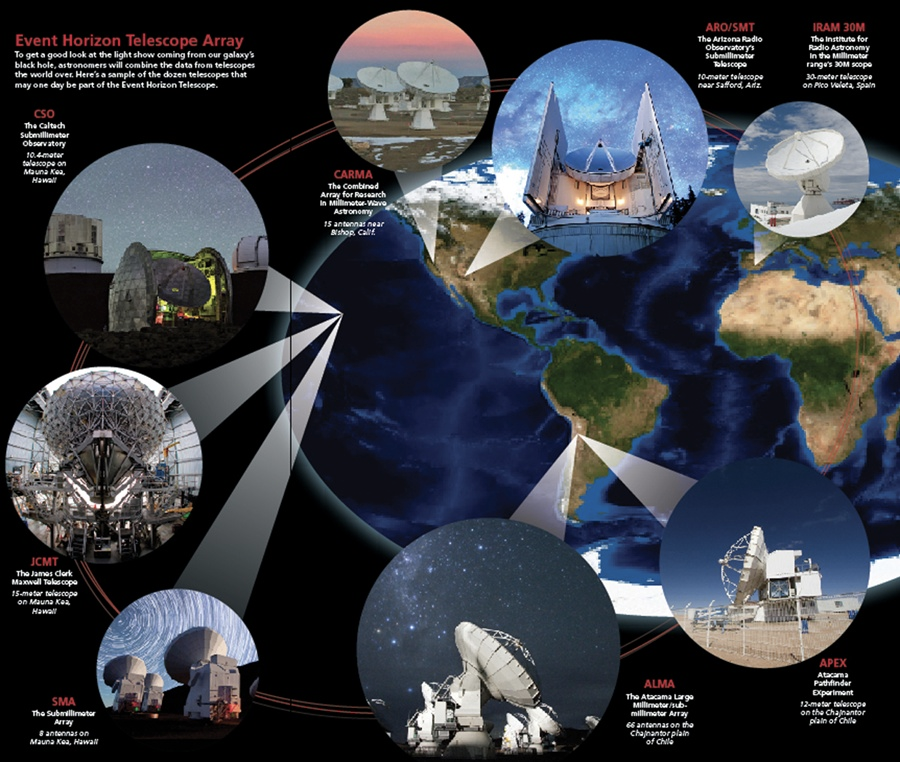 Event Horizon Telescope Array
To get a good look at the light show coming from our galaxy's
black hole, astronomers will combine the data from telescopes
the world over. Here's a sample of the dozen telescopes that
may one day be part of the Event Horizon Telescope.
CSO
The Caltech
Submillimeter
Observatory
10.4-meter
telescope on
Mauna Kea,
Hawaii
CARMA
The Combined
Array for Research
in Millimeter-Wave
Astronomy
15 antennas near
Bishop, Calif.
ARO/SMT
The Arizona Radio
Observatory's
Submillimeter
Telescope
10-meter telescope
near Safford, Ariz.
IRAM 30M
The Institute for
Radio Astronomy
in the Millimeter
range's 30M scope
30-meter telescope
on Pico Veleta, Spain
JCMT
The James Clerk
Maxwell Telescope
15-meter telescope
on Mauna Kea,
Hawaii
SMA
The Submillimeter
Array
8 antennas on
Mauna Kea, Hawaii
ALMA
The Atacama Large
Millimeter/sub-
millimeter Array
66 antennas on the
Chajnantor plain
of Chile
APEX
Atacama
Pathfinder
EXperiment
12-meter telescope
on the Chajnantor
plain of Chile